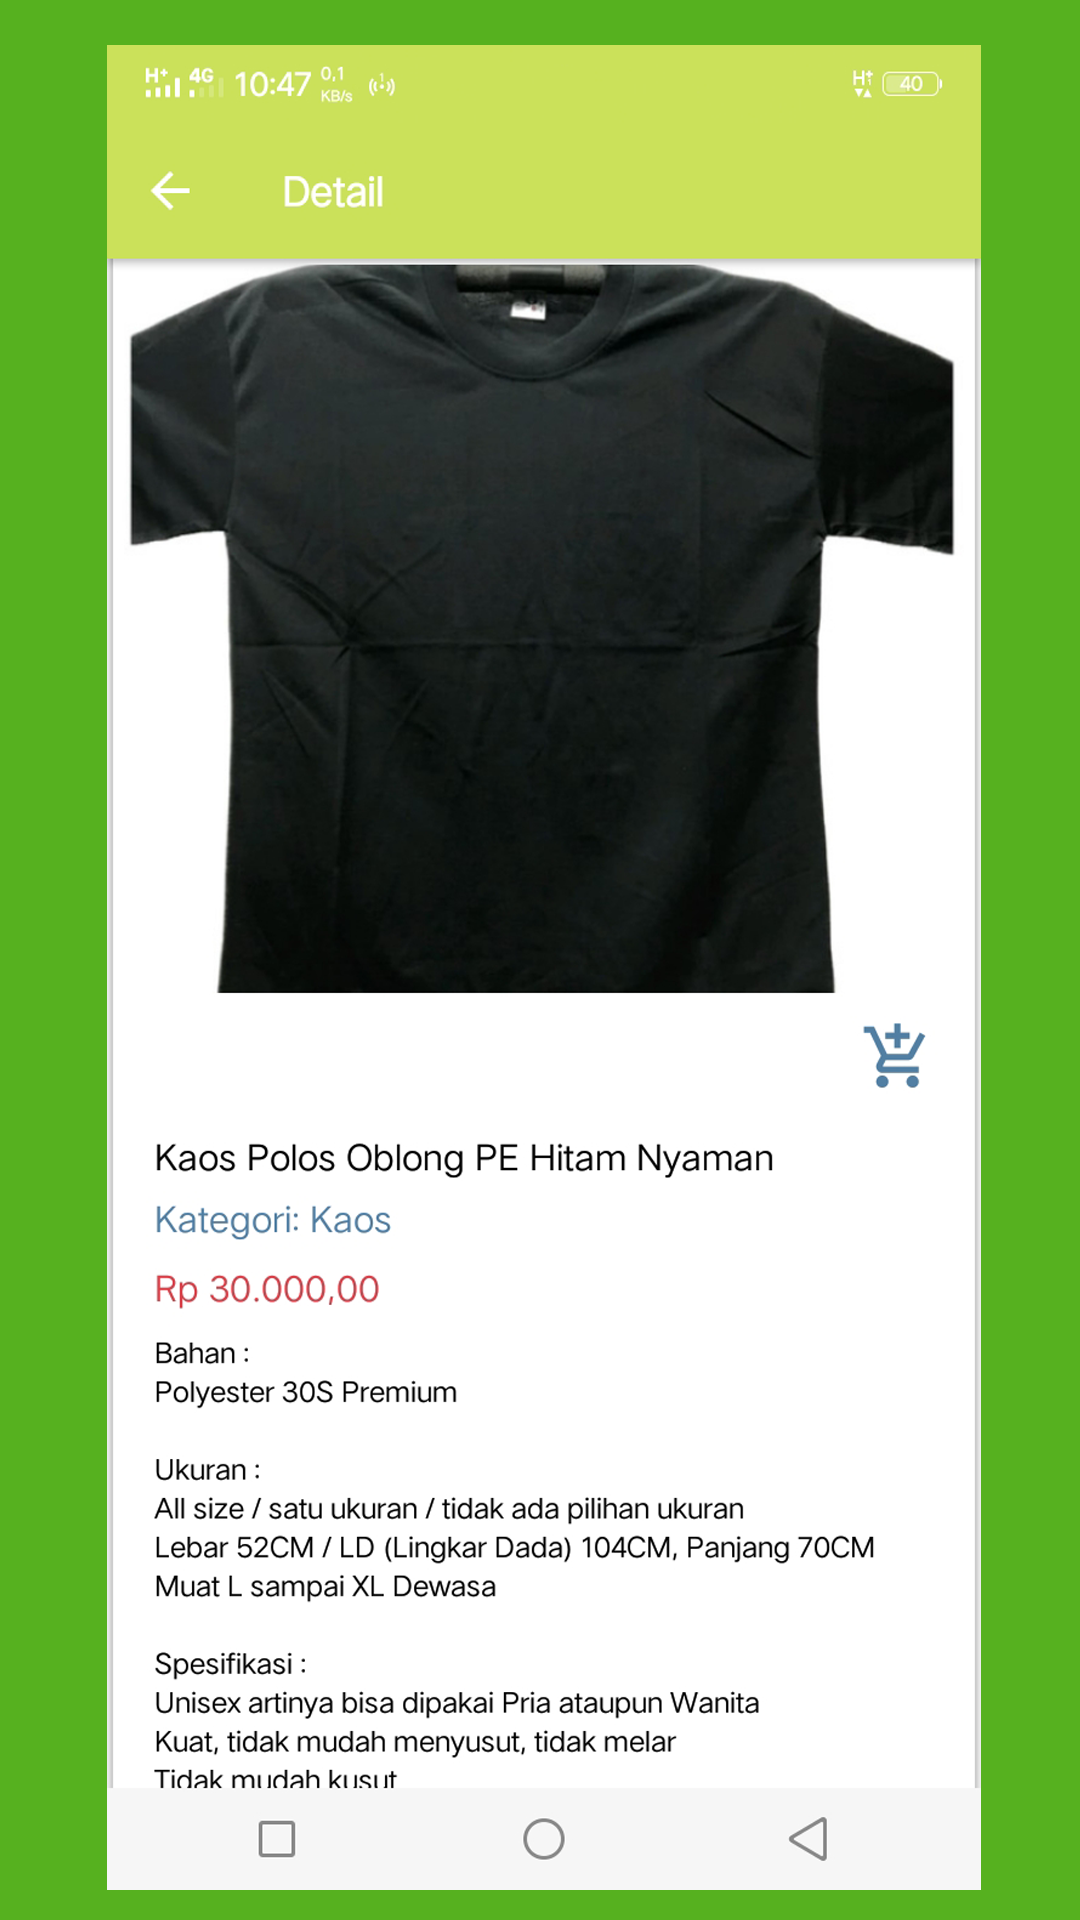 H+ 4G 10:47 0,1 KB/s H+ 40
Detail
Kaos Polos Oblong PE Hitam Nyaman
Kategori: Kaos
Rp 30.000,00
Bahan :
Polyester 30S Premium
Ukuran :
All size / satu ukuran / tidak ada pilihan ukuran
Lebar 52CM / LD (Lingkar Dada) 104CM, Panjang 70CM
Muat L sampai XL Dewasa
Spesifikasi :
Unisex artinya bisa dipakai Pria ataupun Wanita
Kuat, tidak mudah menyusut, tidak melar
Tidak mudah kusut